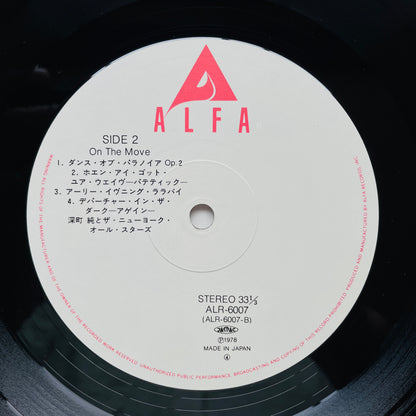 ALFA
SIDE 2
On The Move
1. ダンス・オブ・パラノイア Op.2
2. ホエン・アイ・ゴット・
ユア・ウェイヴ―パテティック―
3. アーリー・イヴニング・ララバイ
4. デパーチャー・イン・ザ・
ダーク―アゲイン―
深町 純とザ・ニューヨーク・
オール・スターズ
STEREO 33⅓
ALR-6007
(ALR-6007-B)
Ⓟ1978
MADE IN JAPAN
④